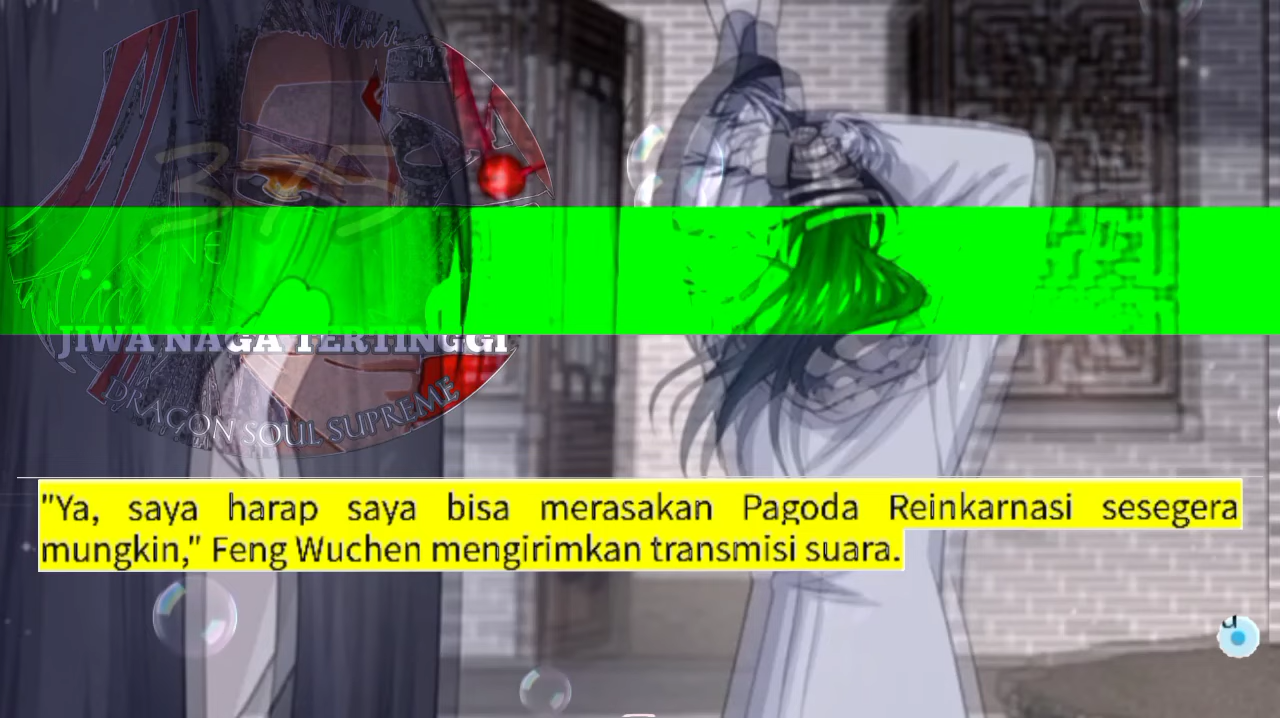 375
JIWA NAGA TERTINGGI
DRAGON SOUL SUPREME
"Ya, saya harap saya bisa merasakan Pagoda Reinkarnasi sesegera
mungkin," Feng Wuchen mengirimkan transmisi suara.